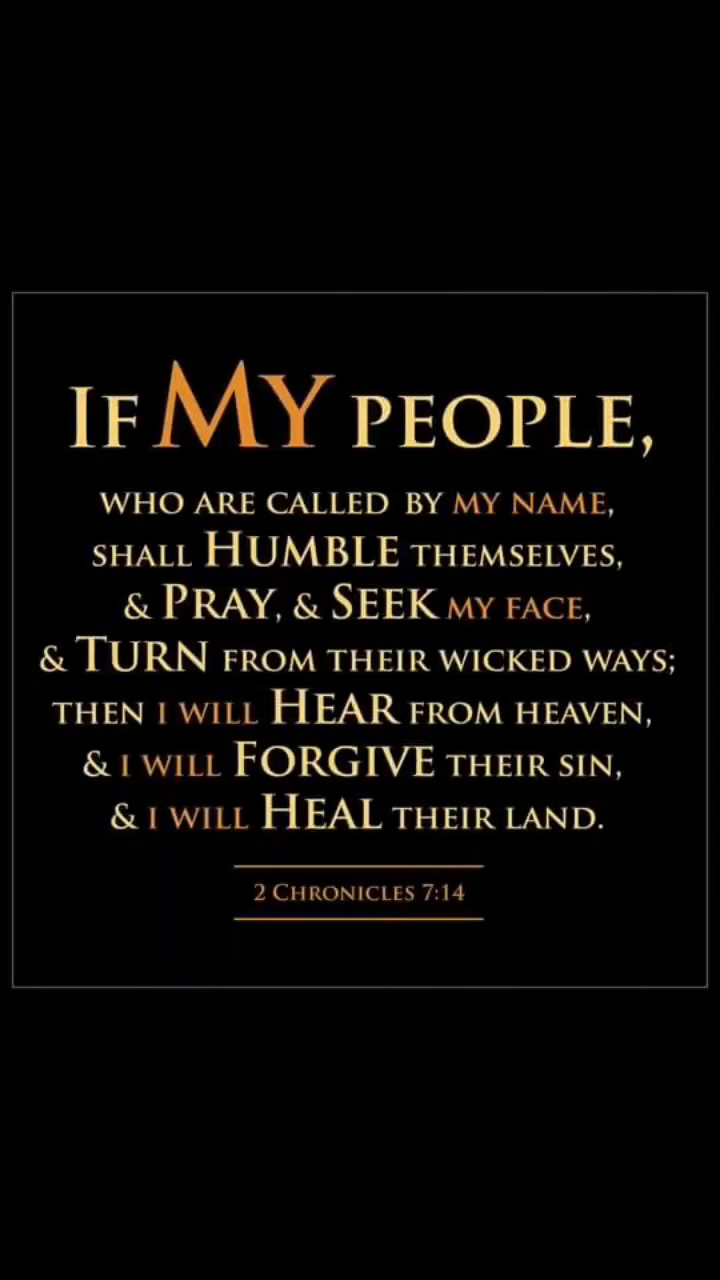 If MY people,
who are called by my name,
shall Humble themselves,
& Pray, & Seek my face,
& Turn from their wicked ways;
then I will Hear from heaven,
& I will Forgive their sin,
& I will Heal their land.
2 Chronicles 7:14